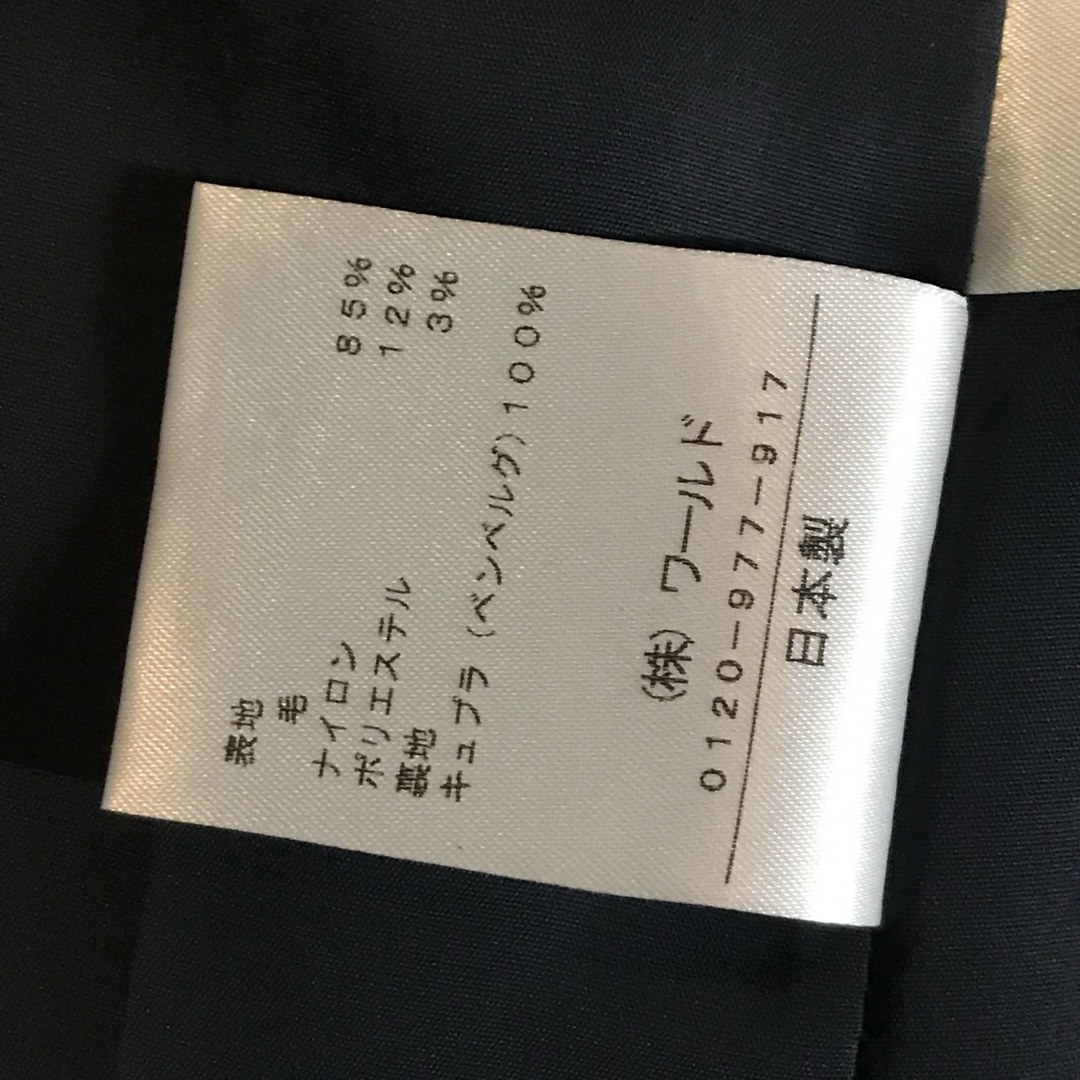 表地
毛 85%
ナイロン 12%
ポリエステル 3%
裏地
キュプラ(ベンベルグ)100%
(株)ワールド
0120-977-917
日本製